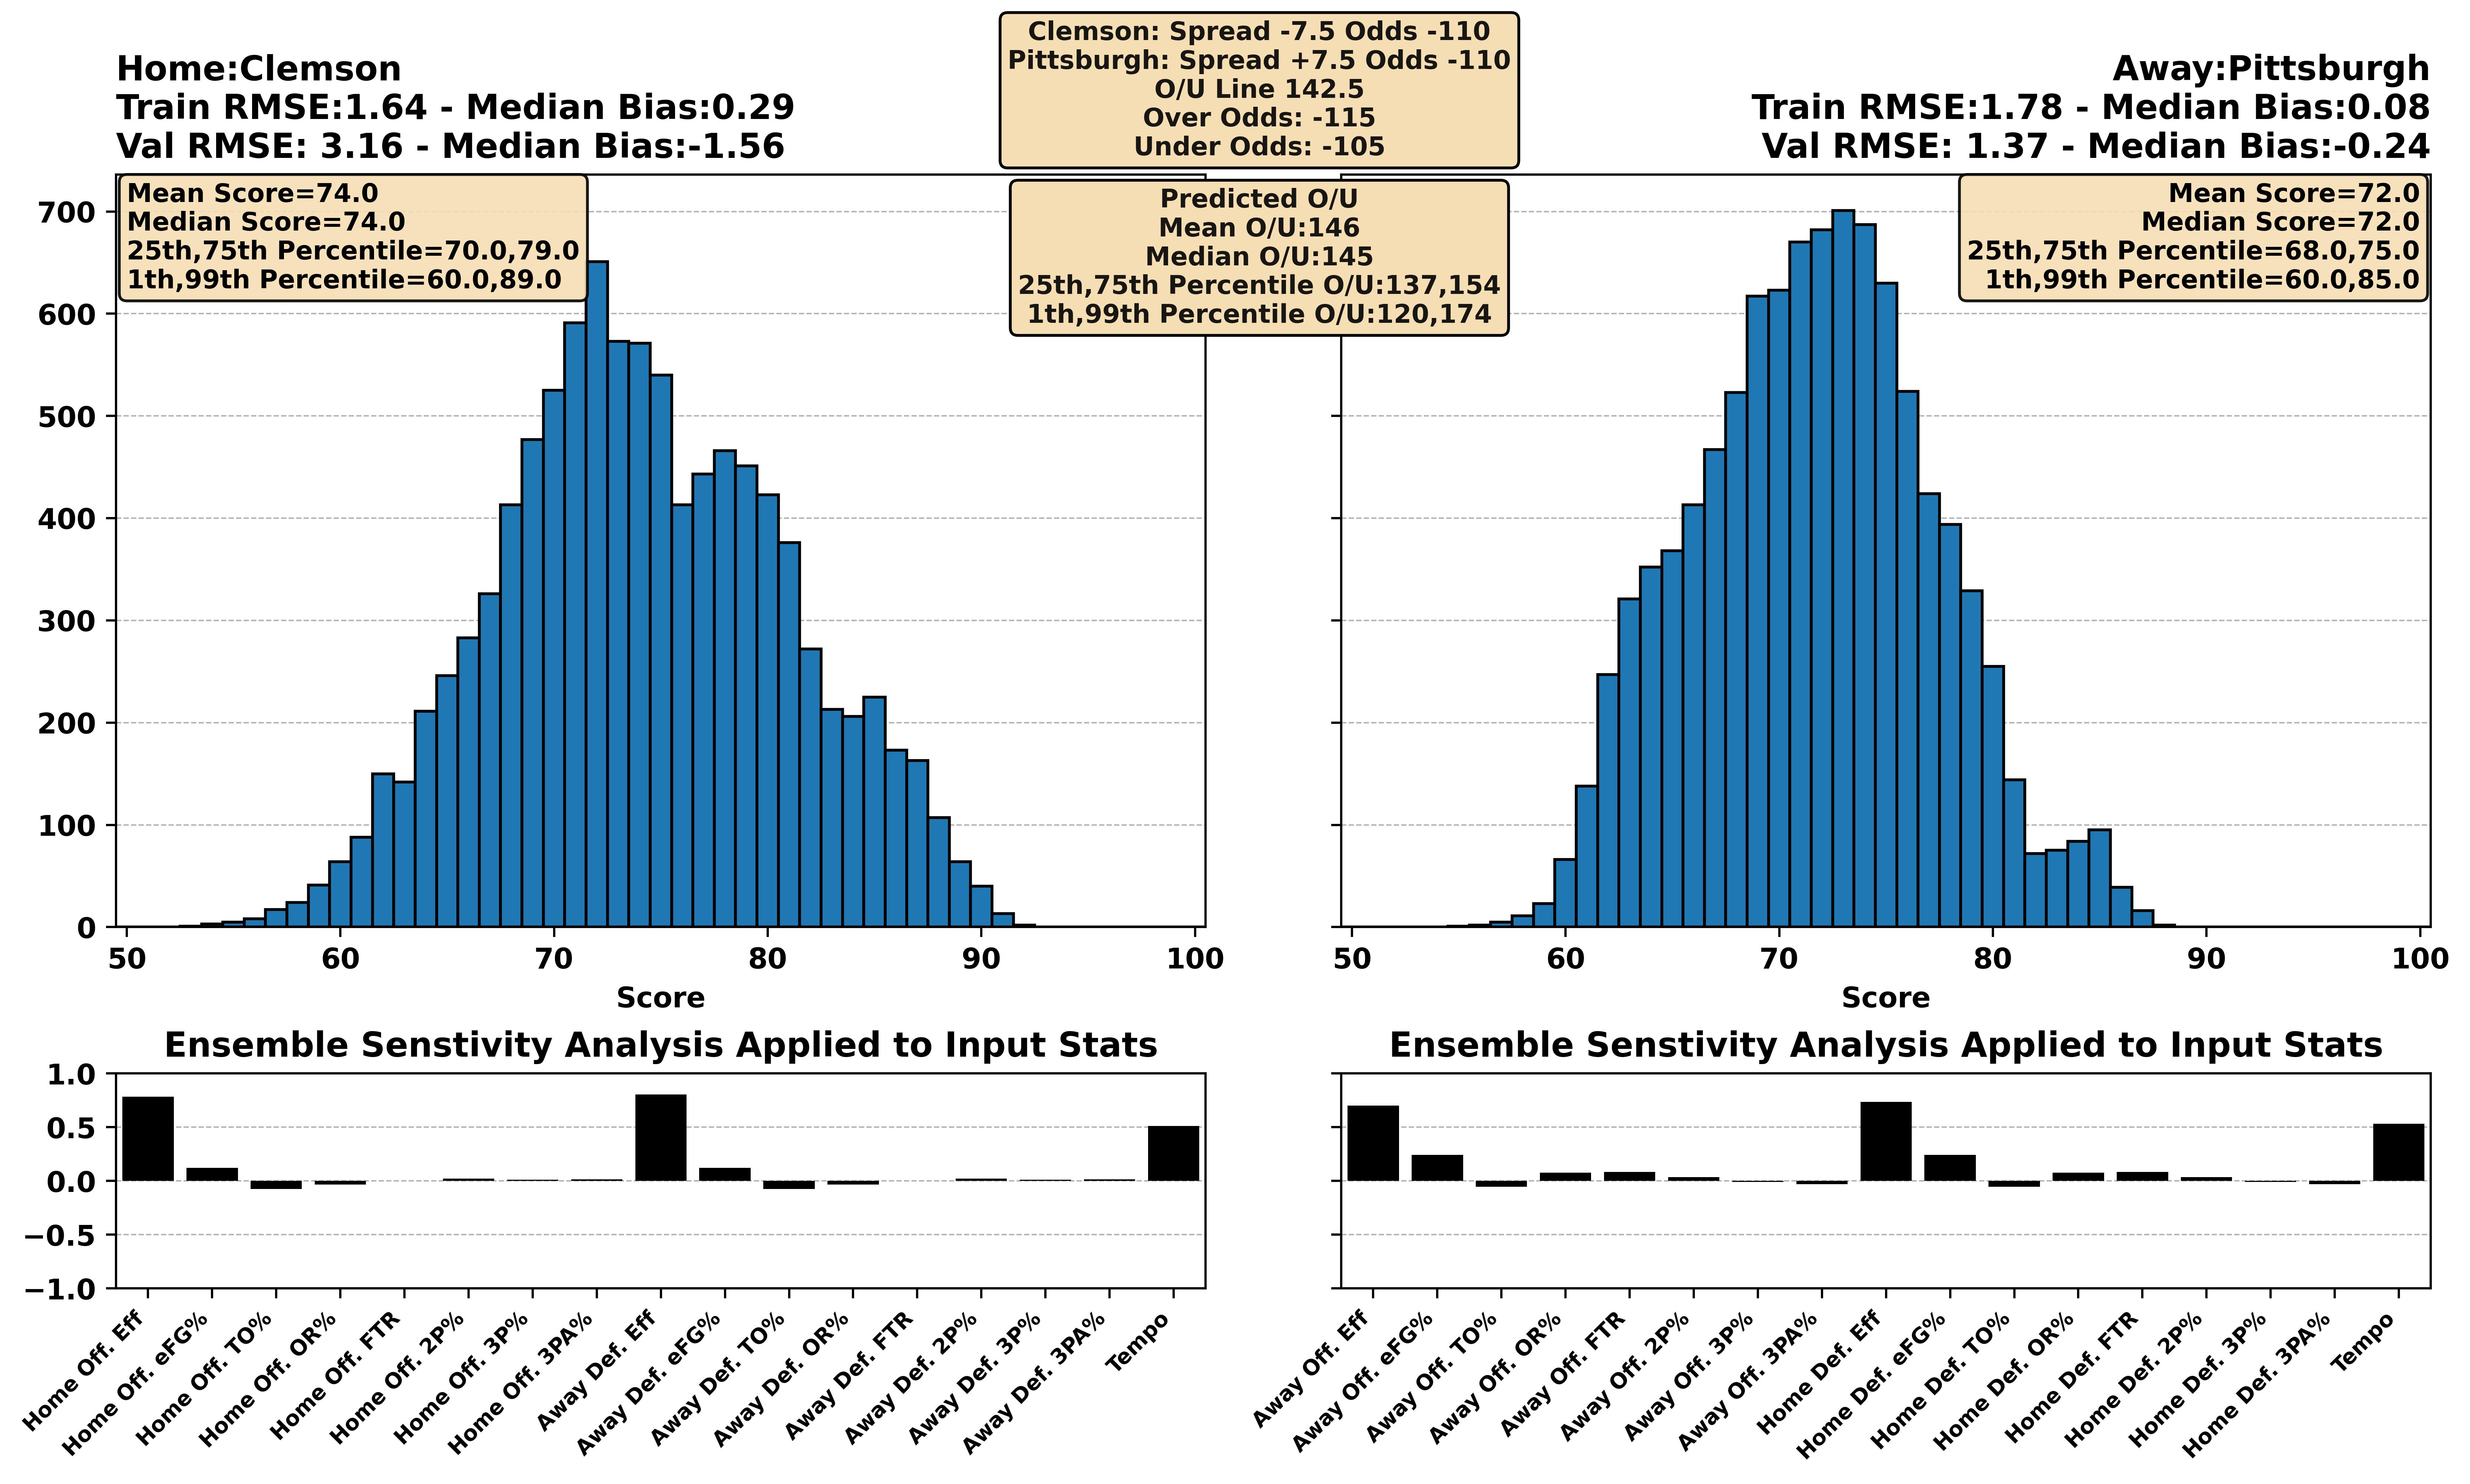 Clemson: Spread -7.5 Odds -110
Pittsburgh: Spread +7.5 Odds -110
O/U Line 142.5
Over Odds: -115
Under Odds: -105
Home:Clemson
Train RMSE:1.64 - Median Bias:0.29
Val RMSE: 3.16 - Median Bias:-1.56
Away:Pittsburgh
Train RMSE:1.78 - Median Bias:0.08
Val RMSE: 1.37 - Median Bias:-0.24
Mean Score=74.0
Median Score=74.0
25th,75th Percentile=70.0,79.0
1th,99th Percentile=60.0,89.0
Predicted O/U
Mean O/U:146
Median O/U:145
25th,75th Percentile O/U:137,154
1th,99th Percentile O/U:120,174
Mean Score=72.0
Median Score=72.0
25th,75th Percentile=68.0,75.0
1th,99th Percentile=60.0,85.0
700
600
500
400
300
200
100
0
50 60 70 80 90 100
Score
50 60 70 80 90 100
Score
Ensemble Senstivity Analysis Applied to Input Stats
1.0
0.5
0.0
−0.5
−1.0
Home Off. Eff
Home Off. eFG%
Home Off. TO%
Home Off. OR%
Home Off. FTR
Home Off. 2P%
Home Off. 3P%
Home Off. 3PA%
Away Def. Eff
Away Def. eFG%
Away Def. TO%
Away Def. OR%
Away Def. FTR
Away Def. 2P%
Away Def. 3P%
Away Def. 3PA%
Tempo
Ensemble Senstivity Analysis Applied to Input Stats
Away Off. Eff
Away Off. eFG%
Away Off. TO%
Away Off. OR%
Away Off. FTR
Away Off. 2P%
Away Off. 3P%
Away Off. 3PA%
Home Def. Eff
Home Def. eFG%
Home Def. TO%
Home Def. OR%
Home Def. FTR
Home Def. 2P%
Home Def. 3P%
Home Def. 3PA%
Tempo